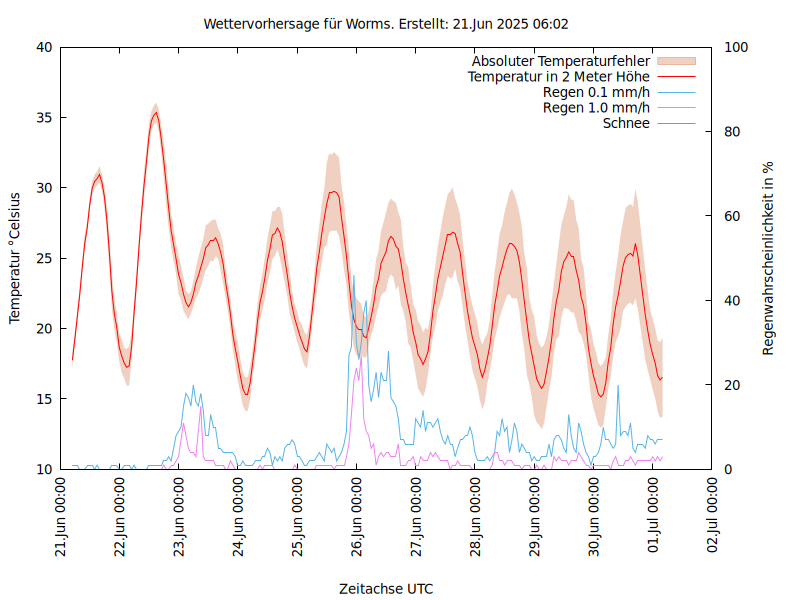 Wettervorhersage für Worms. Erstellt: 21.Jun 2025 06:02
40
35
30
25
20
15
10
100
80
60
40
20
0
Temperatur °Celsius
Regenwahrscheinlichkeit in %
Absoluter Temperaturfehler
Temperatur in 2 Meter Höhe
Regen 0.1 mm/h
Regen 1.0 mm/h
Schnee
21.Jun 00:00
22.Jun 00:00
23.Jun 00:00
24.Jun 00:00
25.Jun 00:00
26.Jun 00:00
27.Jun 00:00
28.Jun 00:00
29.Jun 00:00
30.Jun 00:00
01.Jul 00:00
02.Jul 00:00
Zeitachse UTC